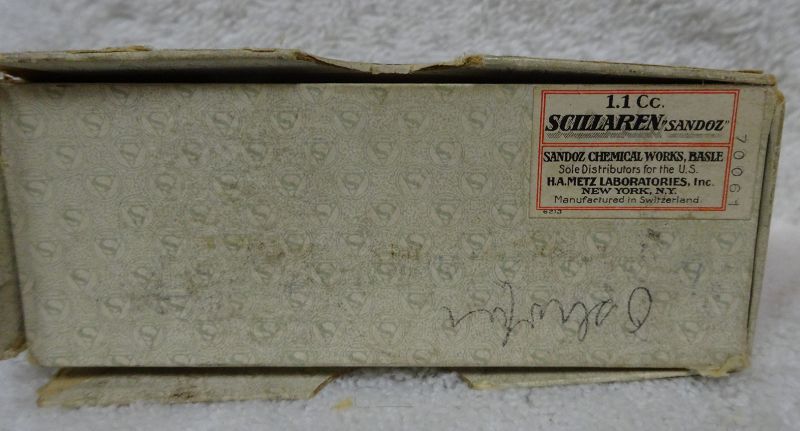 1.1 Cc.
SCILLAREN "SANDOZ"
SANDOZ CHEMICAL WORKS, BASLE
Sole Distributors for the U.S.
H.A. METZ LABORATORIES, Inc.
NEW YORK, N.Y.
Manufactured in Switzerland
6213
70061